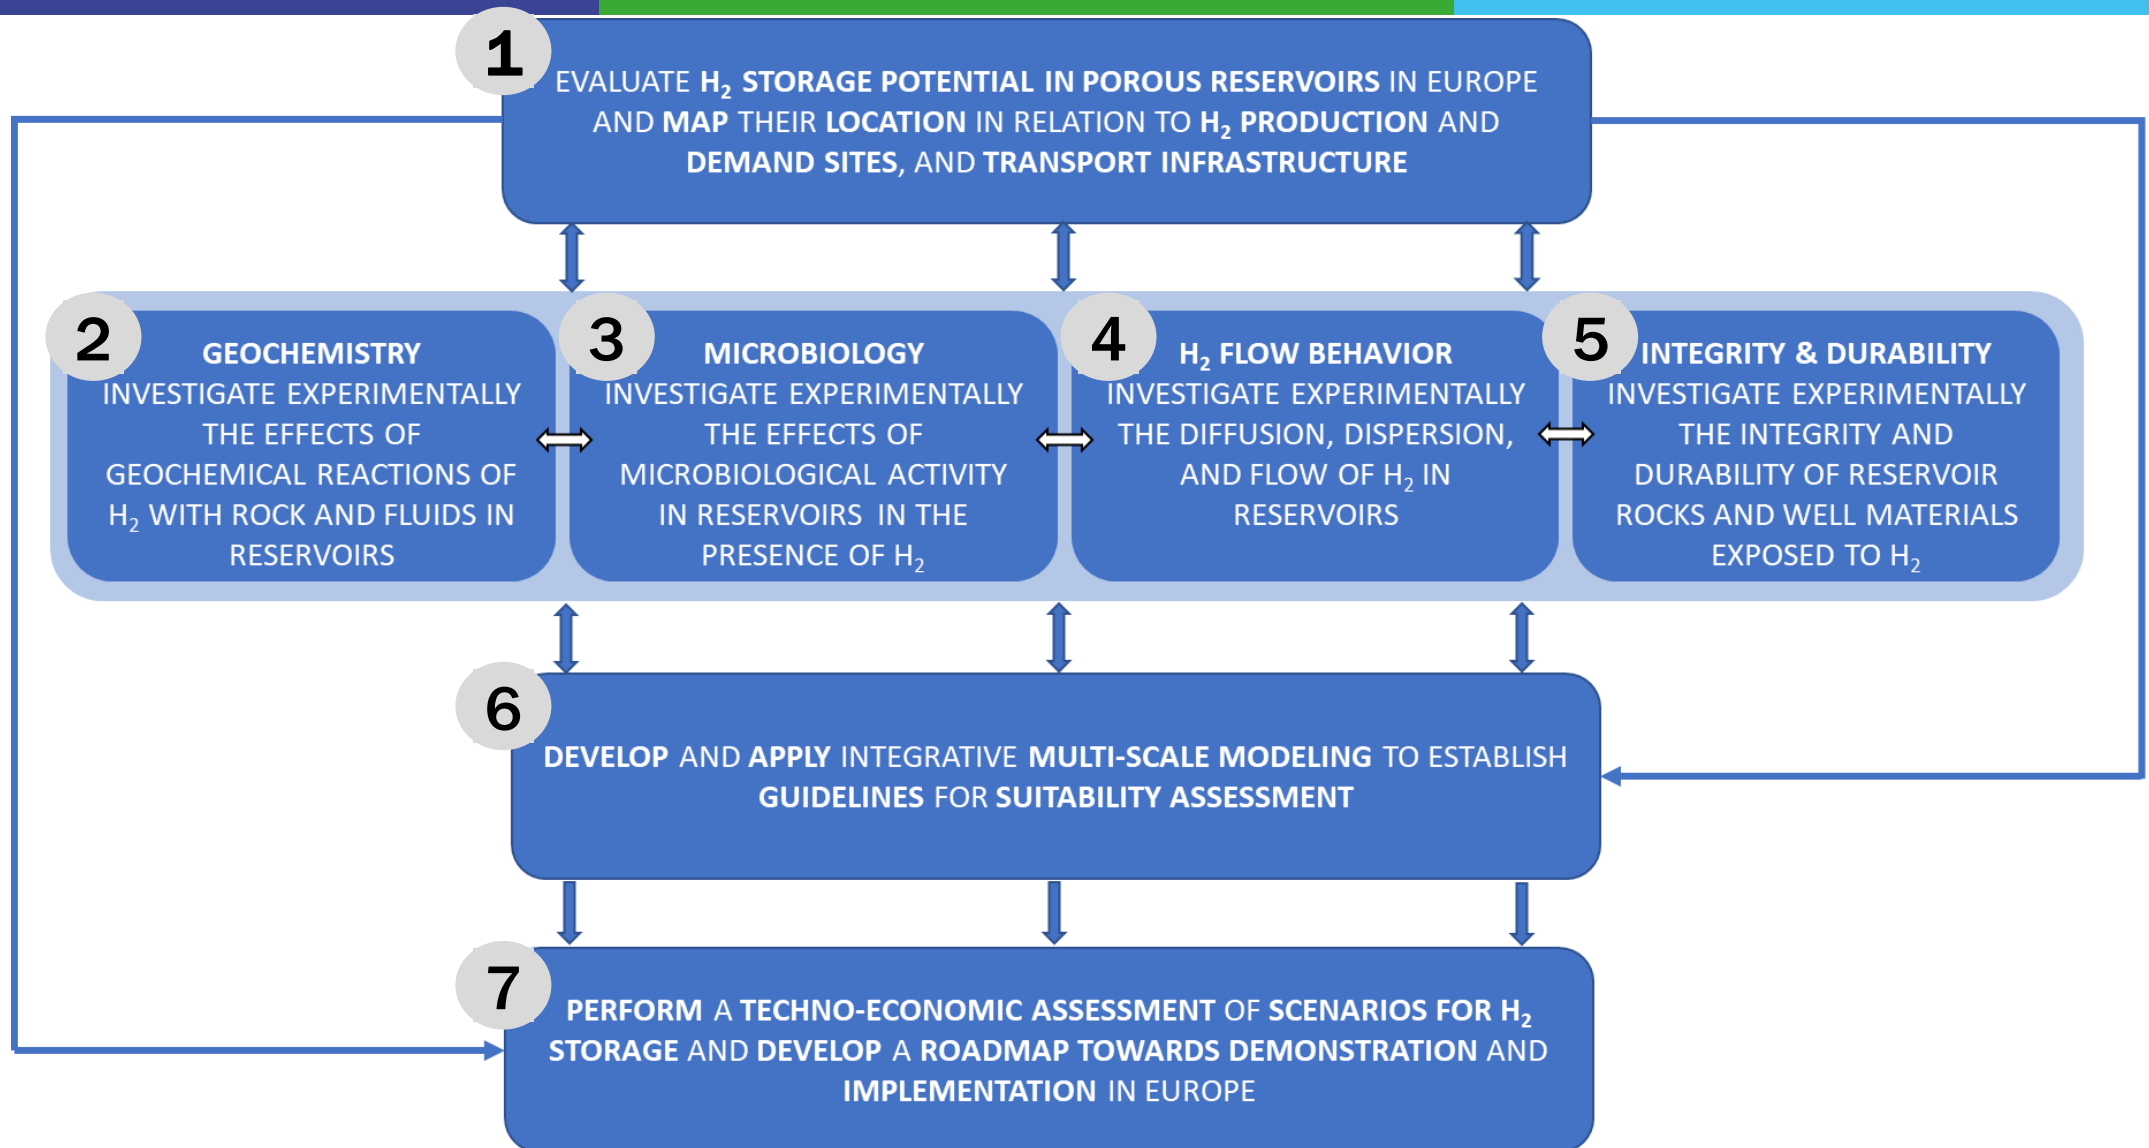 1
EVALUATE H₂ STORAGE POTENTIAL IN POROUS RESERVOIRS IN EUROPE
AND MAP THEIR LOCATION IN RELATION TO H₂ PRODUCTION AND
DEMAND SITES, AND TRANSPORT INFRASTRUCTURE
2
GEOCHEMISTRY
INVESTIGATE EXPERIMENTALLY
THE EFFECTS OF
GEOCHEMICAL REACTIONS OF
H₂ WITH ROCK AND FLUIDS IN
RESERVOIRS
3
MICROBIOLOGY
INVESTIGATE EXPERIMENTALLY
THE EFFECTS OF
MICROBIOLOGICAL ACTIVITY
IN RESERVOIRS IN THE
PRESENCE OF H₂
4
H₂ FLOW BEHAVIOR
INVESTIGATE EXPERIMENTALLY
THE DIFFUSION, DISPERSION,
AND FLOW OF H₂ IN
RESERVOIRS
5
INTEGRITY & DURABILITY
INVESTIGATE EXPERIMENTALLY
THE INTEGRITY AND
DURABILITY OF RESERVOIR
ROCKS AND WELL MATERIALS
EXPOSED TO H₂
6
DEVELOP AND APPLY INTEGRATIVE MULTI-SCALE MODELING TO ESTABLISH
GUIDELINES FOR SUITABILITY ASSESSMENT
7
PERFORM A TECHNO-ECONOMIC ASSESSMENT OF SCENARIOS FOR H₂
STORAGE AND DEVELOP A ROADMAP TOWARDS DEMONSTRATION AND
IMPLEMENTATION IN EUROPE